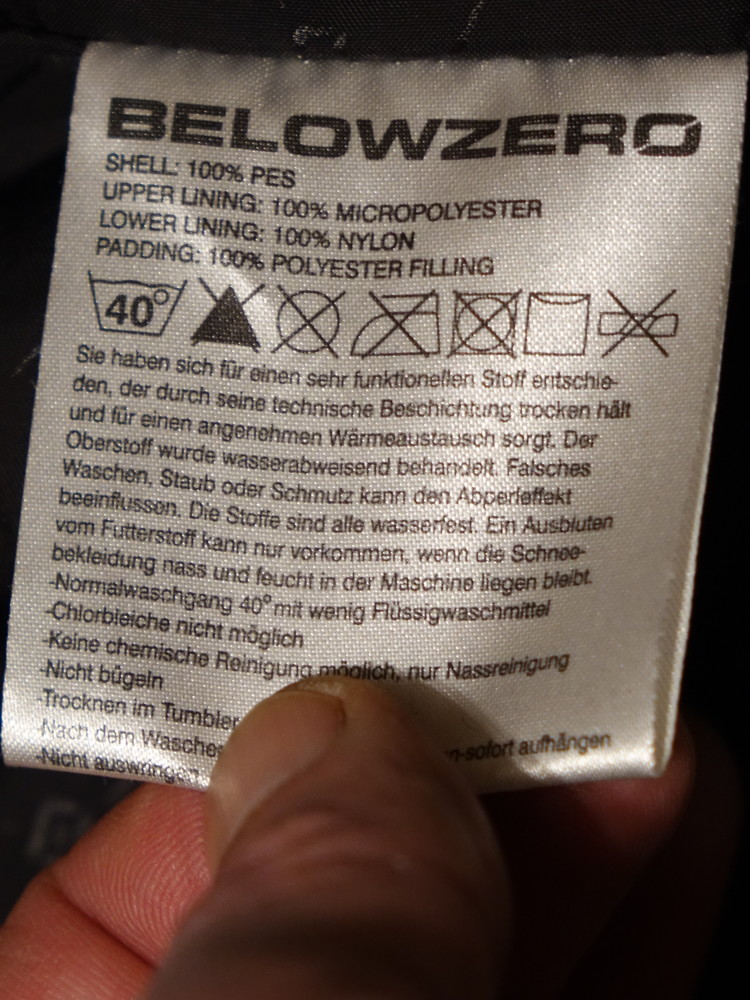 BELOWZERO
SHELL: 100% PES
UPPER LINING: 100% MICROPOLYESTER
LOWER LINING: 100% NYLON
PADDING: 100% POLYESTER FILLING
40°
Sie haben sich für einen sehr funktionellen Stoff entschie-
den, der durch seine technische Beschichtung trocken hält
und für einen angenehmen Wärmeaustausch sorgt. Der
Oberstoff wurde wasserabweisend behandelt. Falsches
Waschen, Staub oder Schmutz kann den Abperleffekt
beeinflussen. Die Stoffe sind alle wasserfest. Ein Ausbluten
vom Futterstoff kann nur vorkommen, wenn die Schnee-
bekleidung nass und feucht in der Maschine liegen bleibt.
-Normalwaschgang 40° mit wenig Flüssigwaschmittel
-Chlorbleiche nicht möglich
-Keine chemische Reinigung möglich, nur Nassreinigung
-Nicht bügeln
-Trocknen im Tumbler
-Nach dem Wasche n-sofort aufhängen
-Nicht auswringen